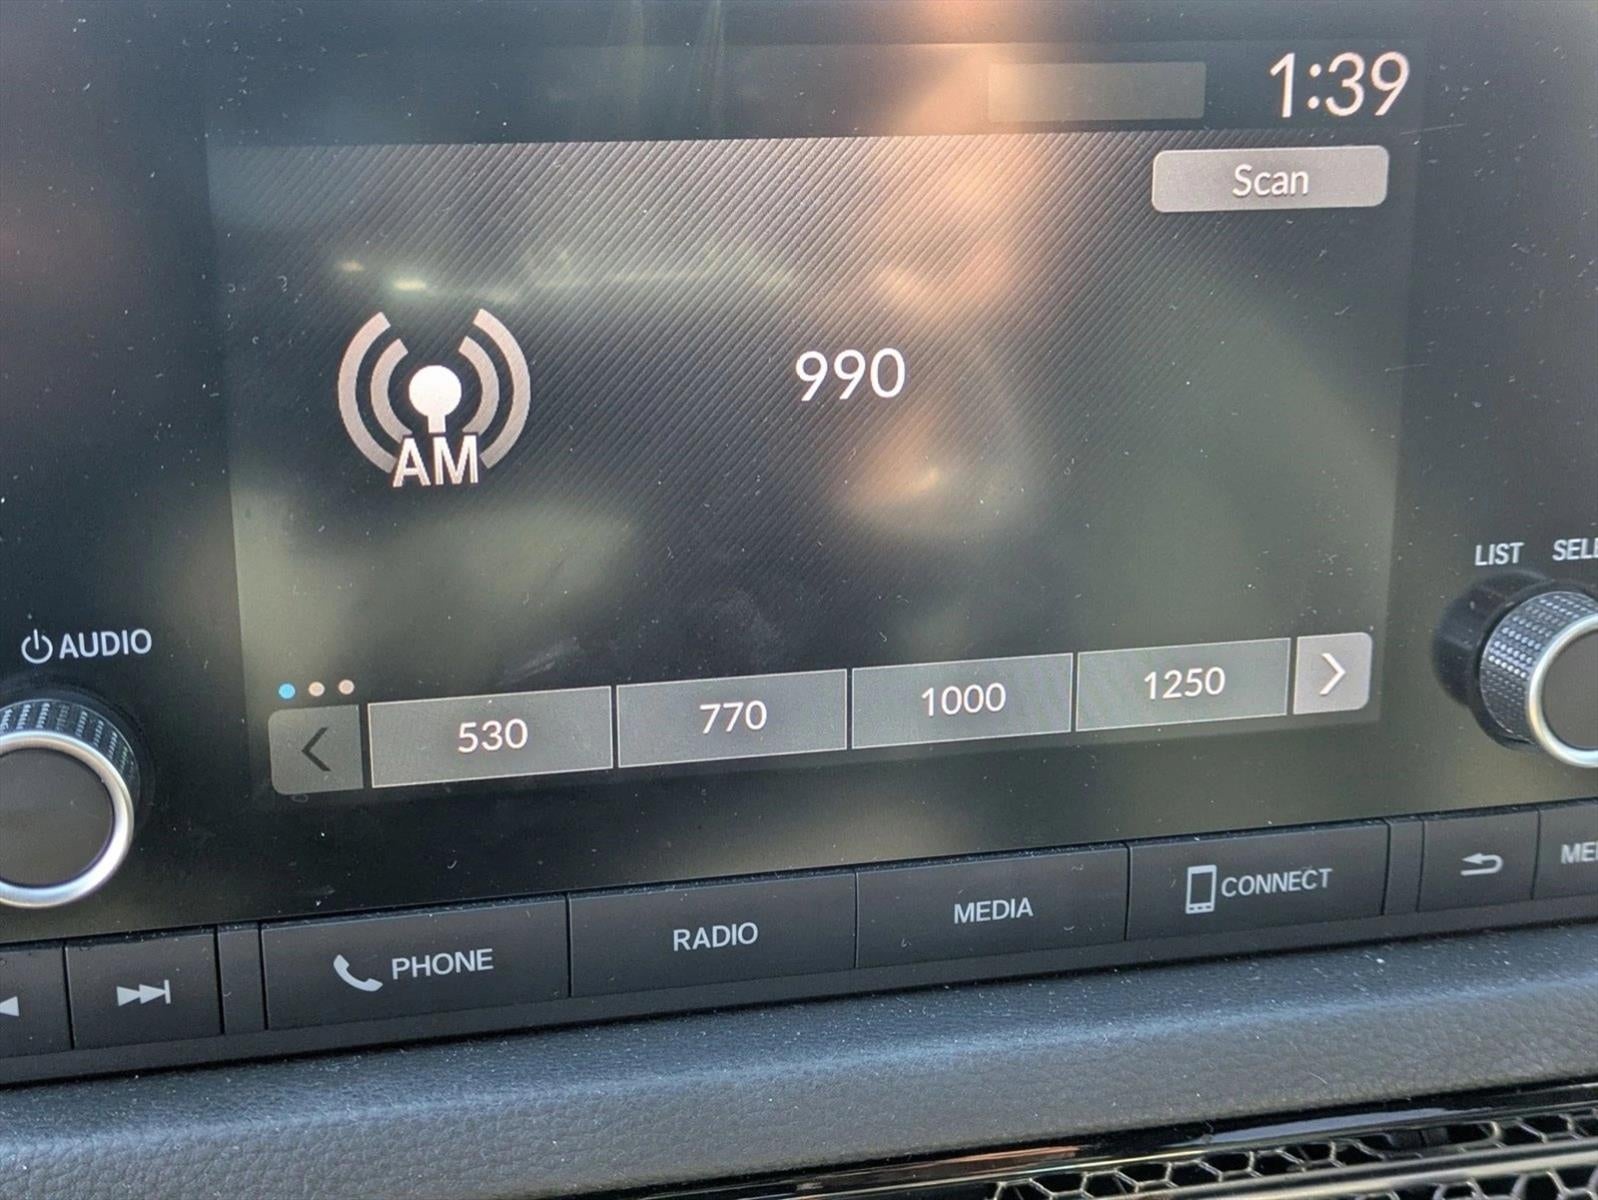 1:39
Scan
990
AM
LIST
AUDIO
530 770 1000 1250
PHONE RADIO MEDIA CONNECT